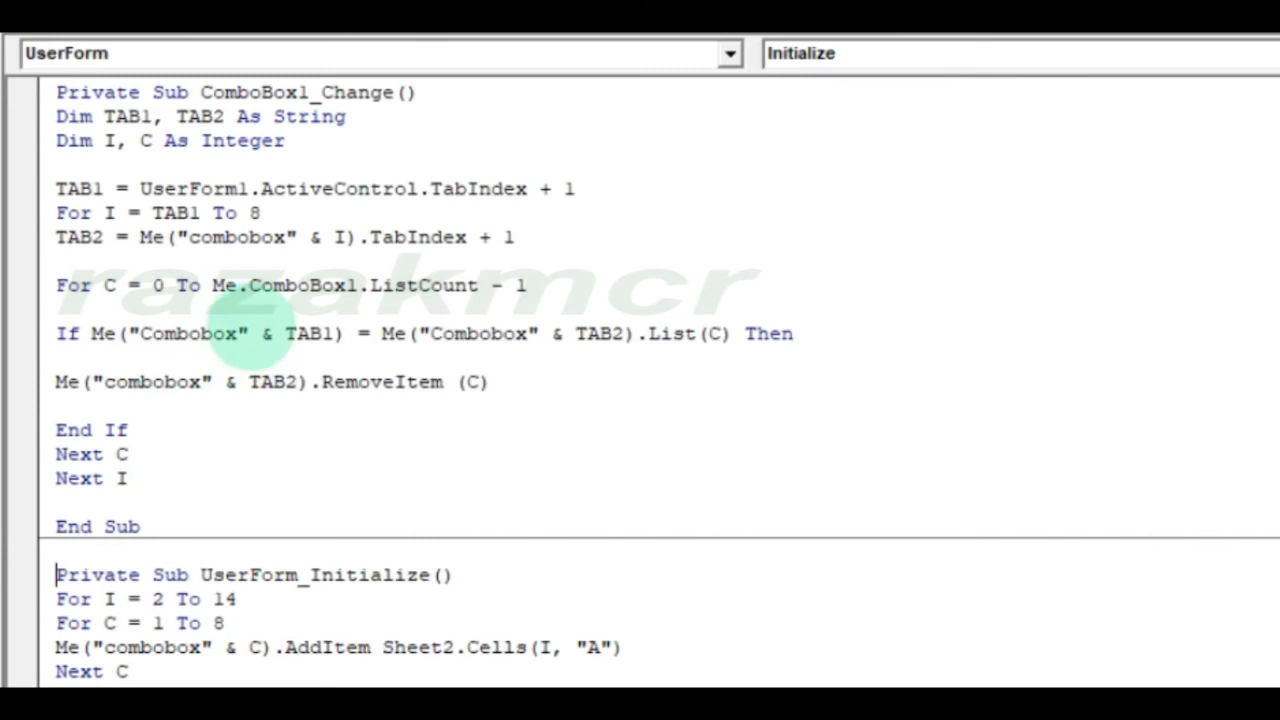 UserForm
Initialize
Private Sub ComboBox1_Change()
Dim TAB1, TAB2 As String
Dim I, C As Integer
TAB1 = UserForm1.ActiveControl.TabIndex + 1
For I = TAB1 To 8
TAB2 = Me("combobox" & I).TabIndex + 1
razakmcr
For C = 0 To Me.ComboBox1.ListCount - 1
If Me("Combobox" & TAB1) = Me("Combobox" & TAB2).List(C) Then
Me("combobox" & TAB2).RemoveItem (C)
End If
Next C
Next I
End Sub
Private Sub UserForm_Initialize()
For I = 2 To 14
For C = 1 To 8
Me("combobox" & C).AddItem Sheet2.Cells(I, "A")
Next C